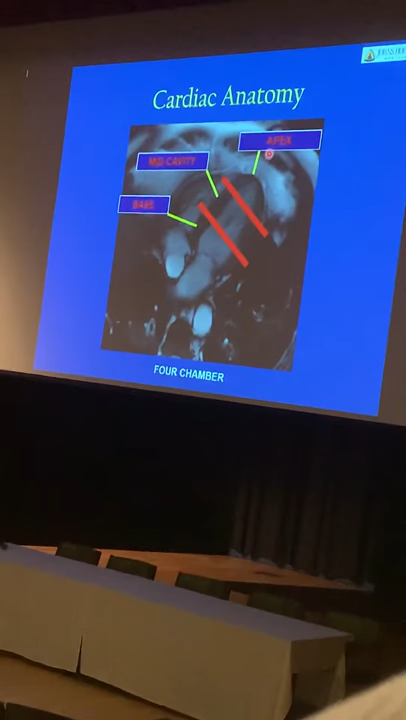 Cardiac Anatomy
APEX
MID-CAVITY
BASE
FOUR CHAMBER